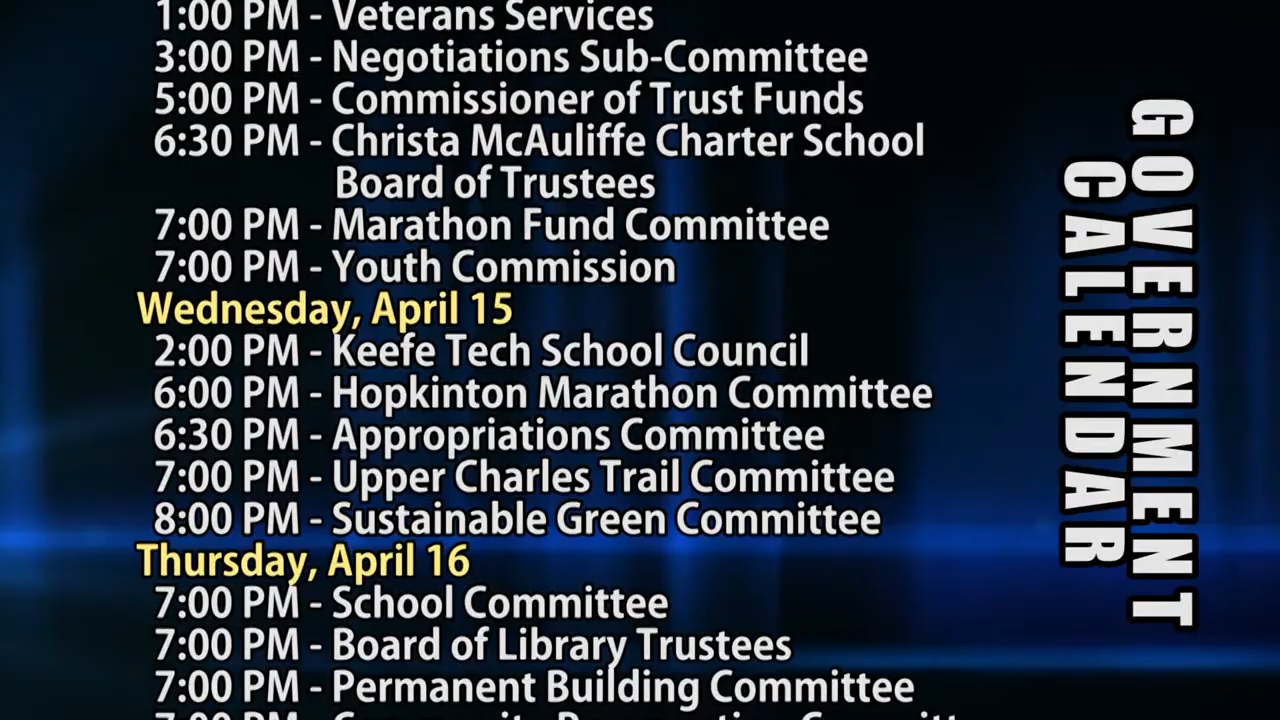 1:00 PM - Veterans Services
3:00 PM - Negotiations Sub-Committee
5:00 PM - Commissioner of Trust Funds
6:30 PM - Christa McAuliffe Charter School
Board of Trustees
7:00 PM - Marathon Fund Committee
7:00 PM - Youth Commission
Wednesday, April 15
2:00 PM - Keefe Tech School Council
6:00 PM - Hopkinton Marathon Committee
6:30 PM - Appropriations Committee
7:00 PM - Upper Charles Trail Committee
8:00 PM - Sustainable Green Committee
Thursday, April 16
7:00 PM - School Committee
7:00 PM - Board of Library Trustees
7:00 PM - Permanent Building Committee
GOVERNMENT
CALENDAR